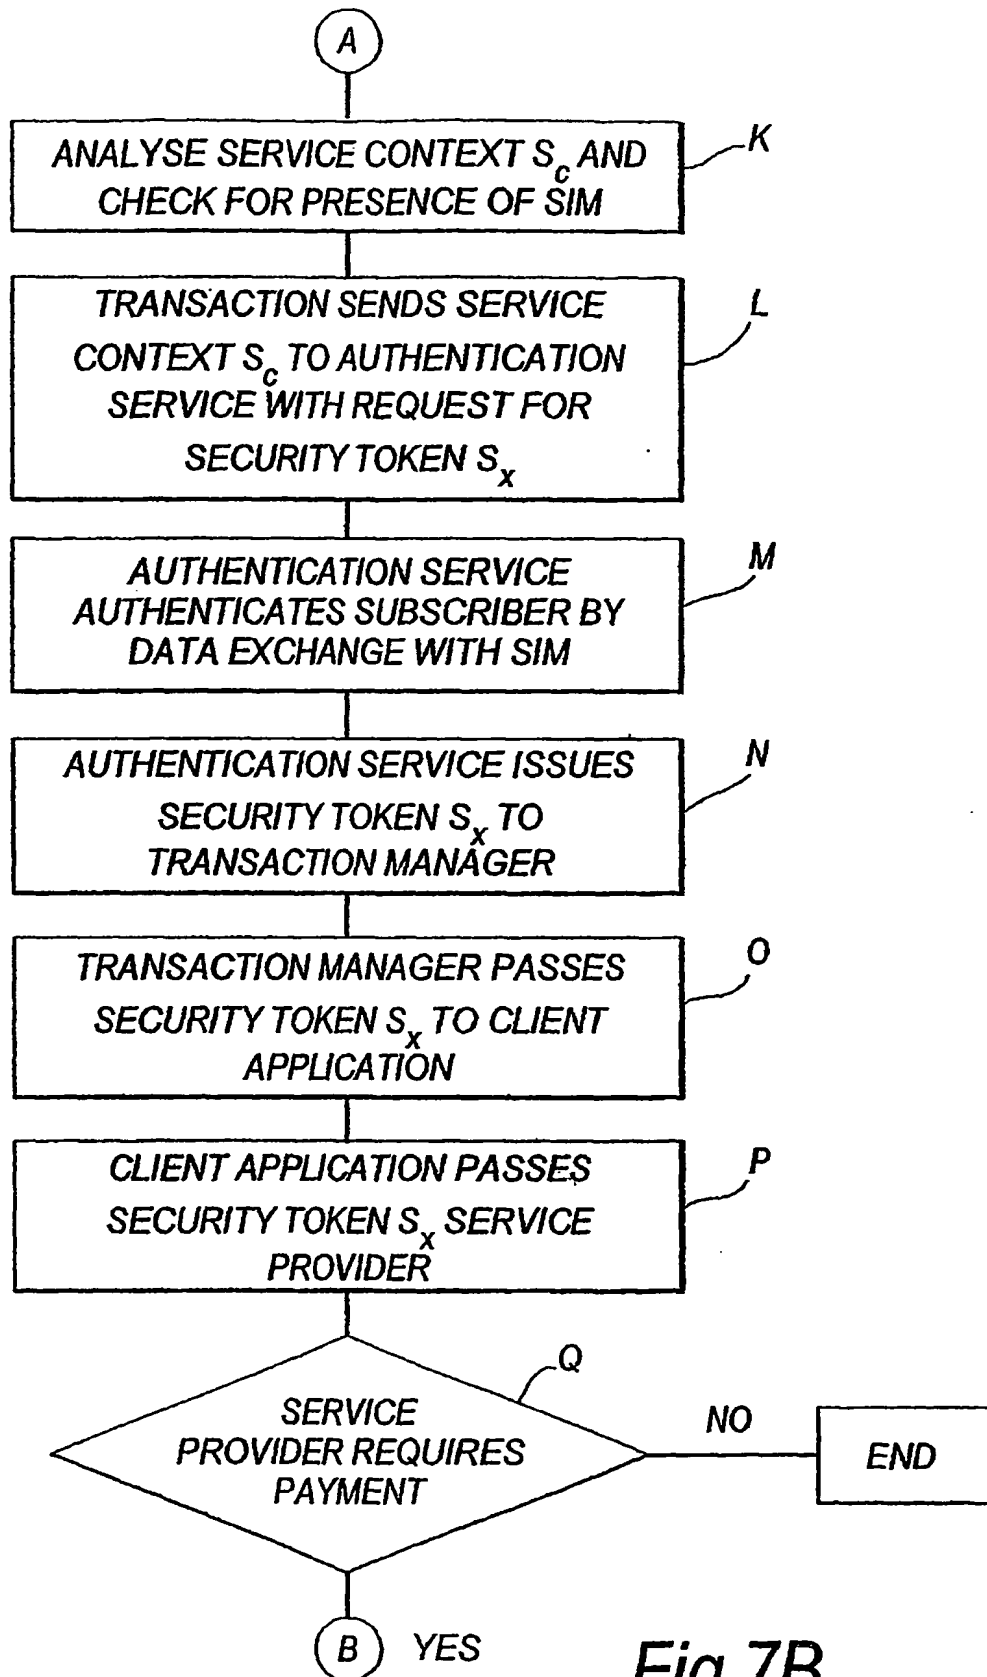 A
K
ANALYSE SERVICE CONTEXT Sc AND
CHECK FOR PRESENCE OF SIM
L
TRANSACTION SENDS SERVICE
CONTEXT Sc TO AUTHENTICATION
SERVICE WITH REQUEST FOR
SECURITY TOKEN Sx
M
AUTHENTICATION SERVICE
AUTHENTICATES SUBSCRIBER BY
DATA EXCHANGE WITH SIM
N
AUTHENTICATION SERVICE ISSUES
SECURITY TOKEN Sx TO
TRANSACTION MANAGER
O
TRANSACTION MANAGER PASSES
SECURITY TOKEN Sx TO CLIENT
APPLICATION
P
CLIENT APPLICATION PASSES
SECURITY TOKEN Sx SERVICE
PROVIDER
Q
SERVICE
PROVIDER REQUIRES
PAYMENT
NO
END
B YES
Fig 7B